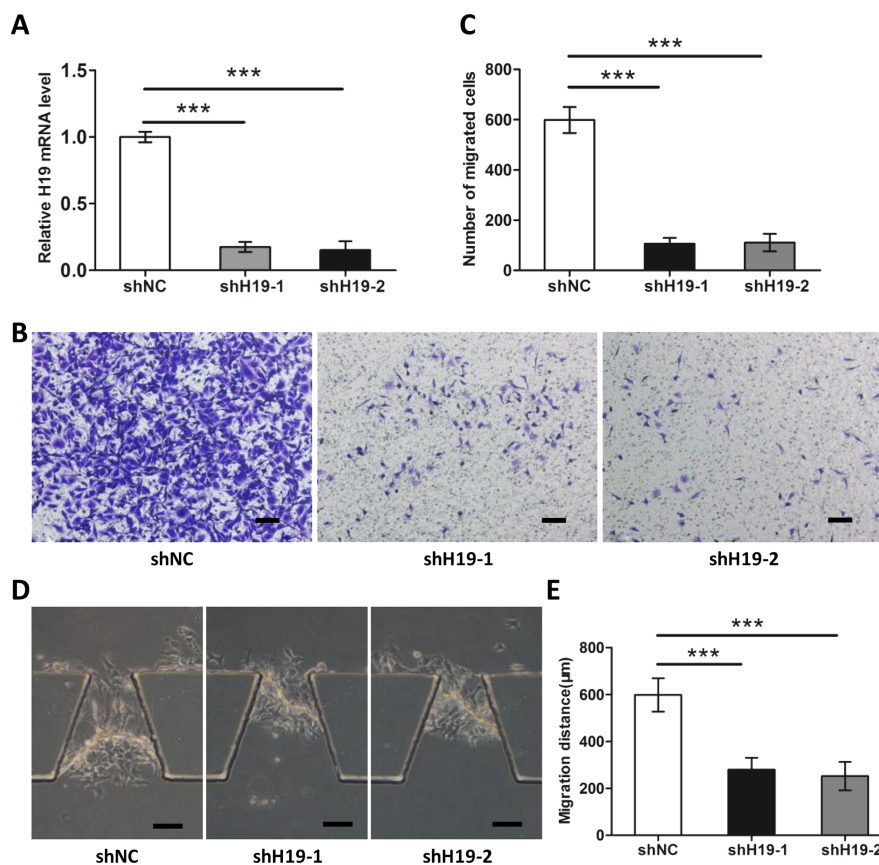 A
Relative H19 mRNA level
1.5
1.0
0.5
0.0
***
***
shNC
shH19-1
shH19-2
C
Number of migrated cells
800
600
400
200
0
***
***
shNC
shH19-1
shH19-2
B
shNC
shH19-1
shH19-2
D
shNC
shH19-1
shH19-2
E
Migration distance(μm)
800
600
400
200
0
***
***
shNC
shH19-1
shH19-2